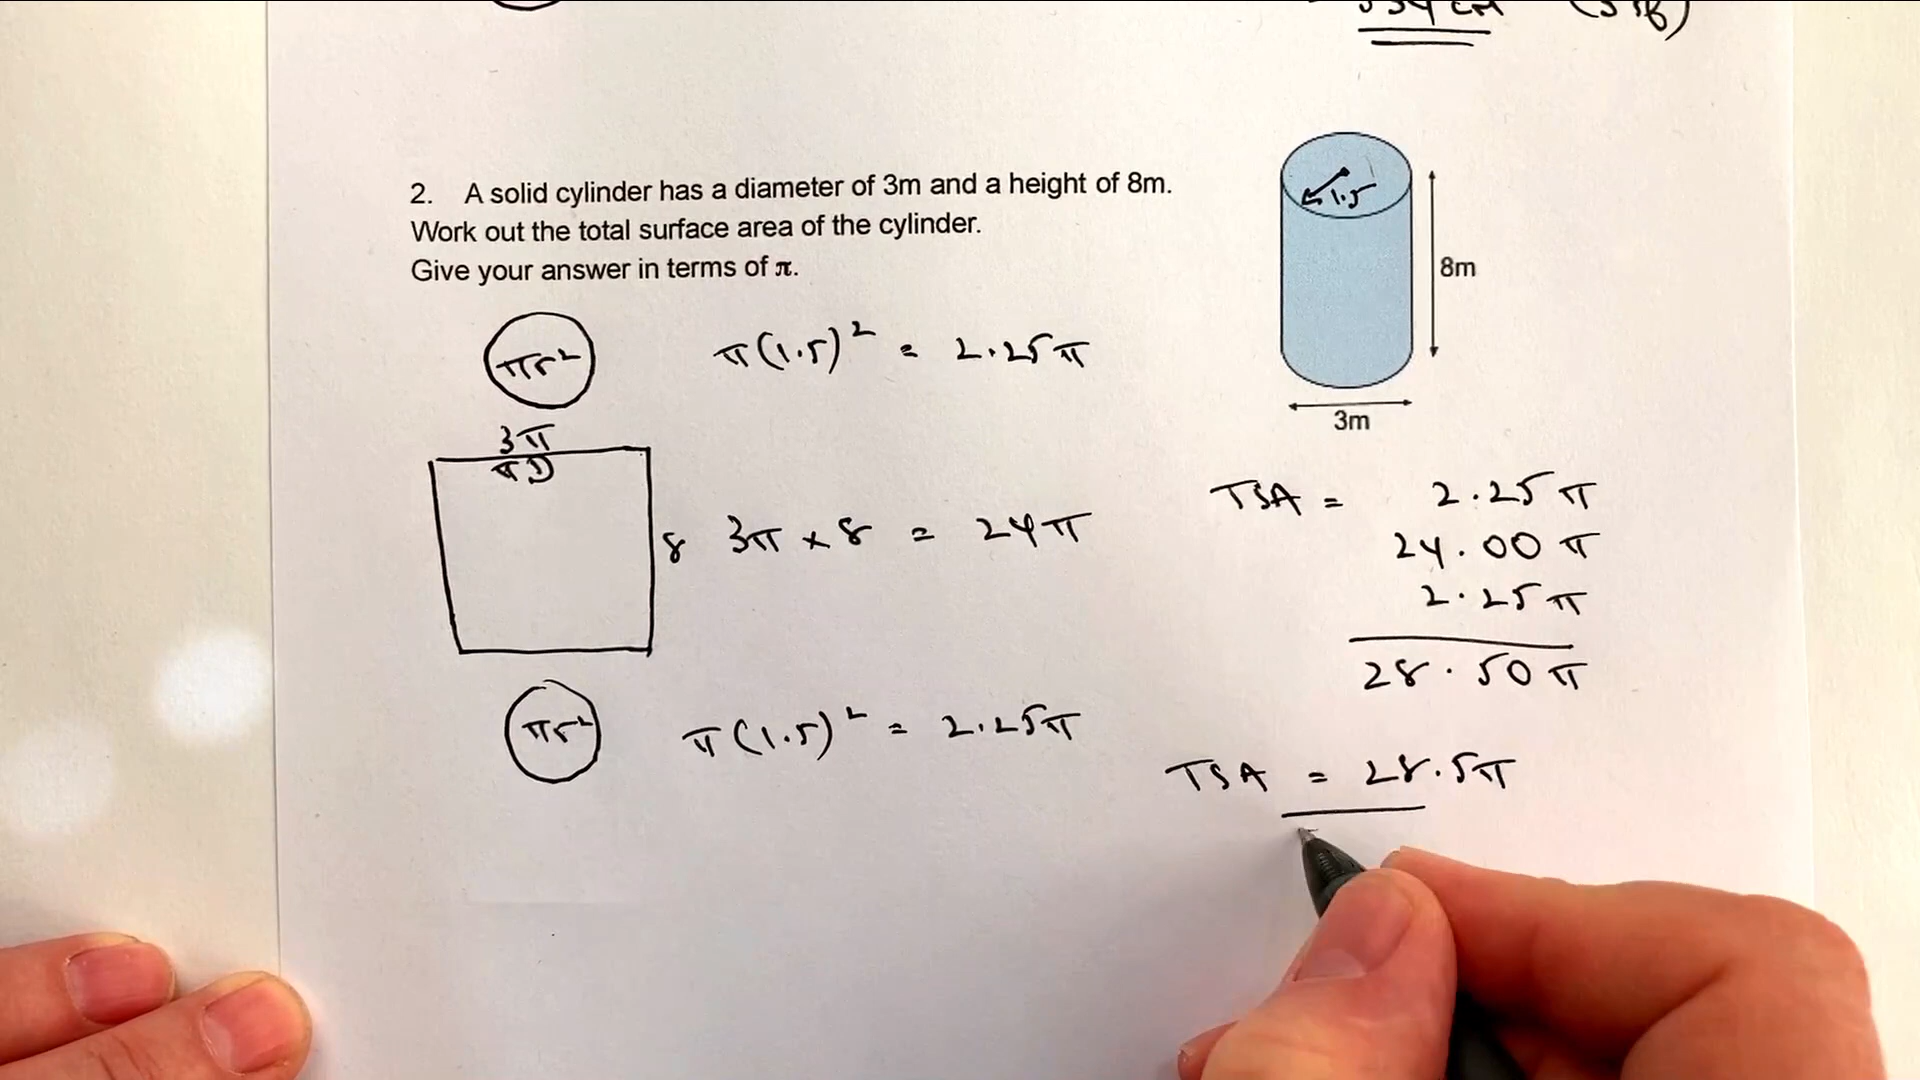 2. A solid cylinder has a diameter of 3m and a height of 8m.
Work out the total surface area of the cylinder.
Give your answer in terms of π.
1.5
8m
3m
πr²
π(1.5)² = 2.25π
3π
πD
8
3π × 8 = 24π
πr²
π(1.5)² = 2.25π
TSA = 2.25π
24.00π
2.25π
28.50π
TSA = 28.5π